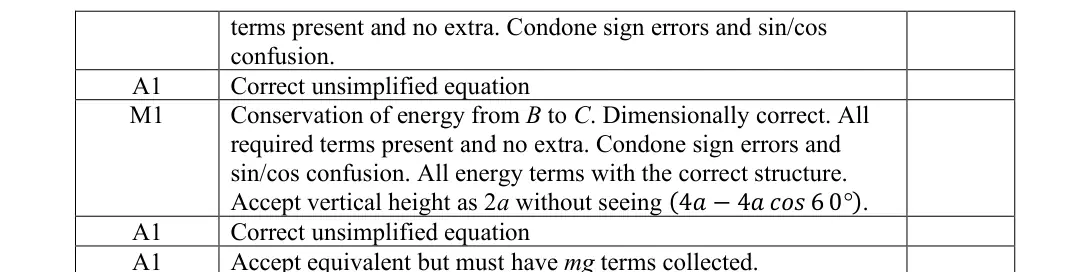 terms present and no extra. Condone sign errors and sin/cos
confusion.
A1 Correct unsimplified equation
M1 Conservation of energy from B to C. Dimensionally correct. All
required terms present and no extra. Condone sign errors and
sin/cos confusion. All energy terms with the correct structure.
Accept vertical height as 2a without seeing (4a − 4a cos 6 0°).
A1 Correct unsimplified equation
A1 Accept equivalent but must have mg terms collected.